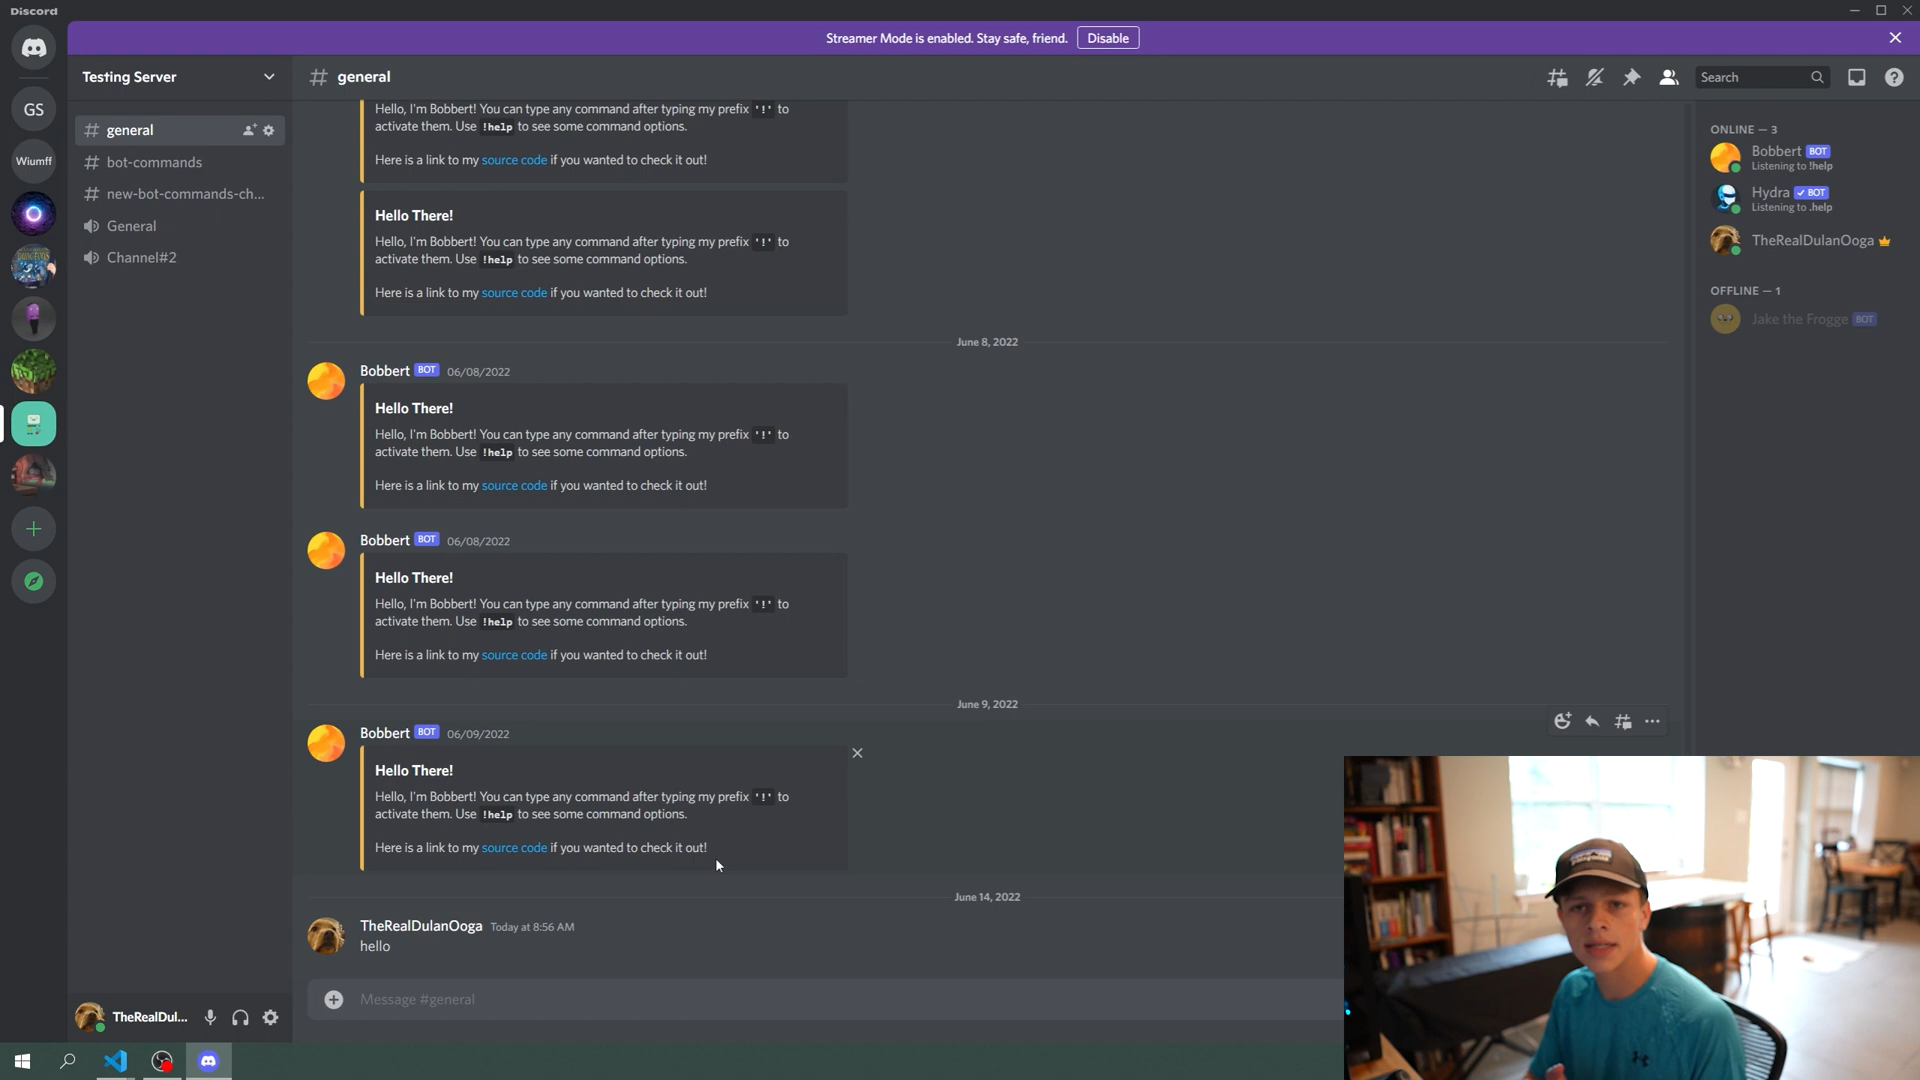 Discord
Streamer Mode is enabled. Stay safe, friend. Disable
GS
Wiumff
Testing Server
general
bot-commands
new-bot-commands-ch...
General
Channel#2
TheRealDul...
general
Search
Hello, I'm Bobbert! You can type any command after typing my prefix '!' to
activate them. Use !help to see some command options.
Here is a link to my source code if you wanted to check it out!
Hello There!
Hello, I'm Bobbert! You can type any command after typing my prefix '!' to
activate them. Use !help to see some command options.
Here is a link to my source code if you wanted to check it out!
June 8, 2022
Bobbert BOT 06/08/2022
Hello There!
Hello, I'm Bobbert! You can type any command after typing my prefix '!' to
activate them. Use !help to see some command options.
Here is a link to my source code if you wanted to check it out!
Bobbert BOT 06/08/2022
Hello There!
Hello, I'm Bobbert! You can type any command after typing my prefix '!' to
activate them. Use !help to see some command options.
Here is a link to my source code if you wanted to check it out!
June 9, 2022
Bobbert BOT 06/09/2022
Hello There!
Hello, I'm Bobbert! You can type any command after typing my prefix '!' to
activate them. Use !help to see some command options.
Here is a link to my source code if you wanted to check it out!
June 14, 2022
TheRealDulanOoga Today at 8:56 AM
hello
Message #general
ONLINE — 3
Bobbert BOT
Listening to !help
Hydra BOT
Listening to .help
TheRealDulanOoga
OFFLINE — 1
Jake the Frogge BOT